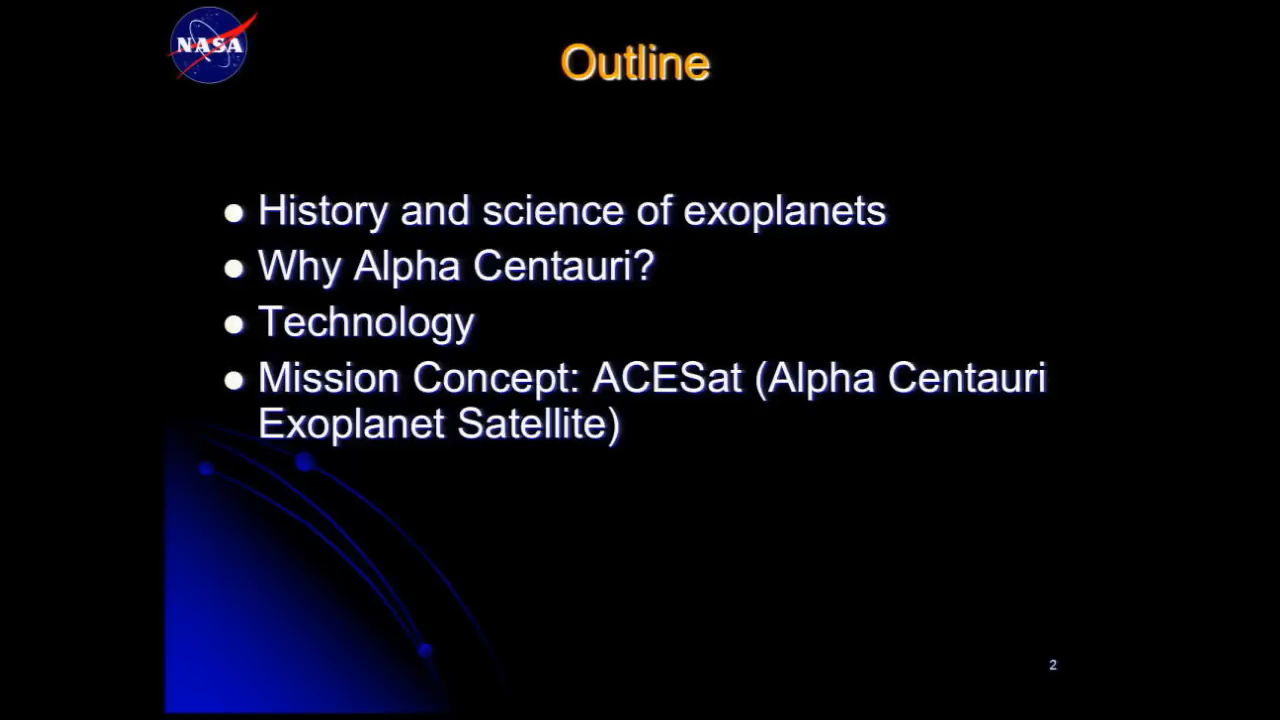 NASA
Outline
● History and science of exoplanets
● Why Alpha Centauri?
● Technology
● Mission Concept: ACESat (Alpha Centauri
Exoplanet Satellite)
2